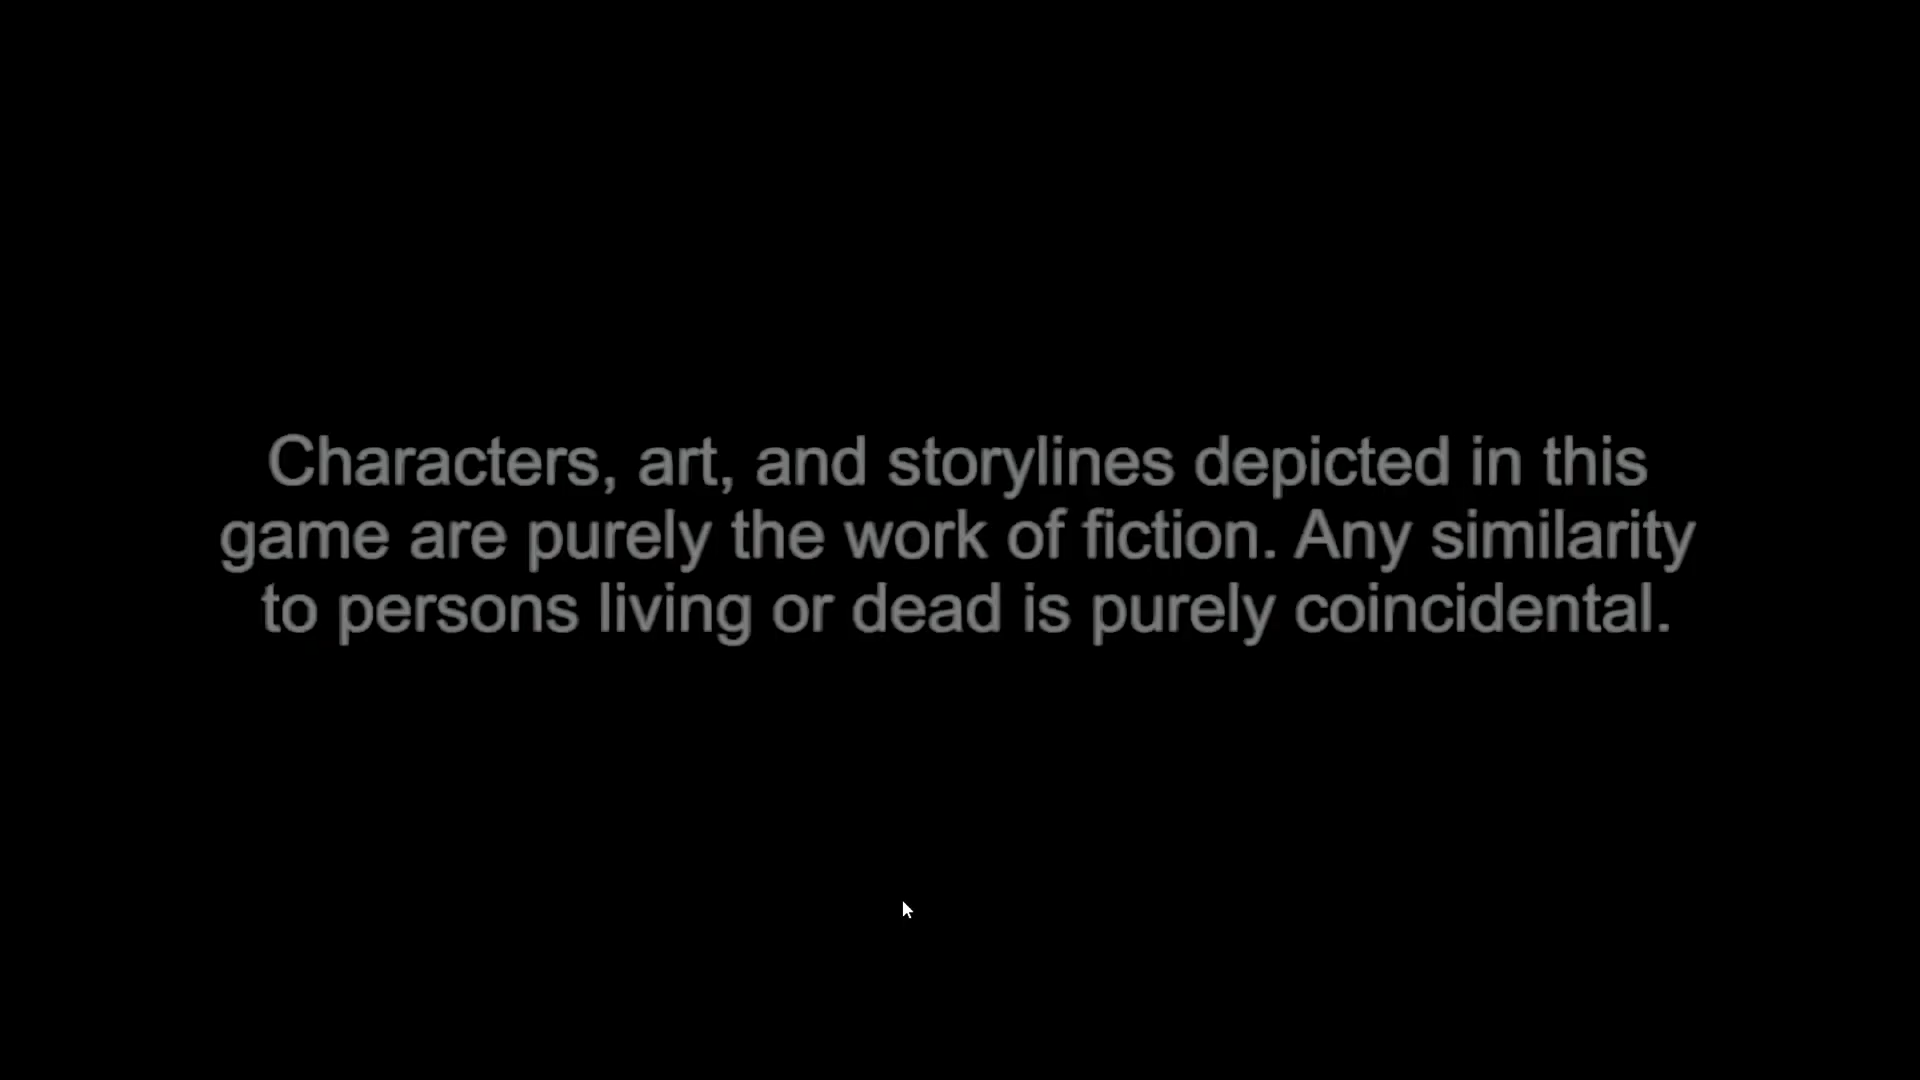 Characters, art, and storylines depicted in this
game are purely the work of fiction. Any similarity
to persons living or dead is purely coincidental.